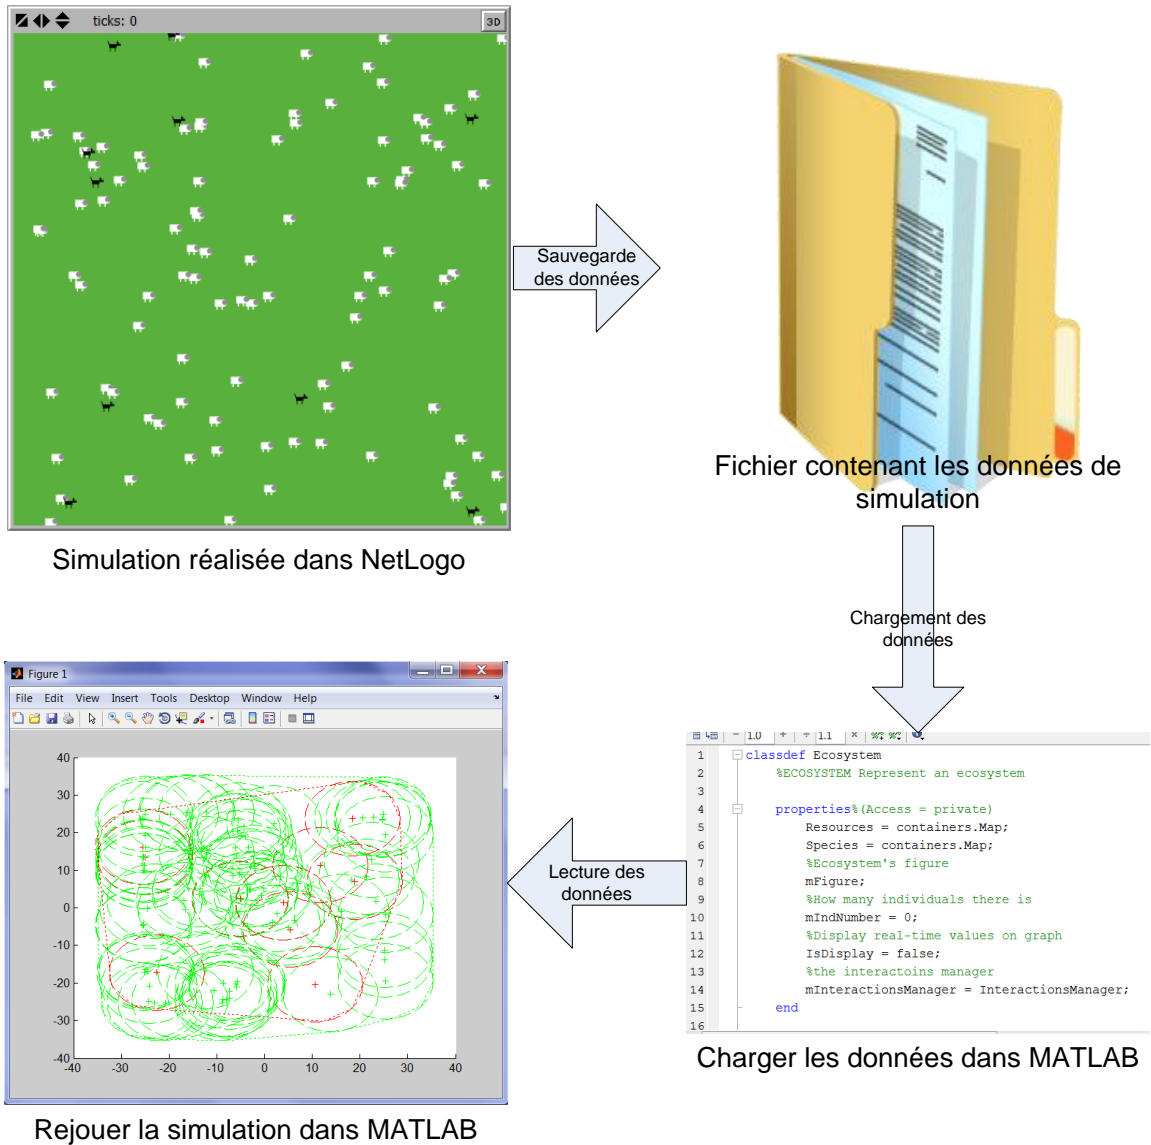 ticks: 0
3D
Sauvegarde
des données
Fichier contenant les données de
simulation
Simulation réalisée dans NetLogo
Chargement des
données
Figure 1
File Edit View Insert Tools Desktop Window Help
40
30
20
10
0
-10
-20
-30
-40
-40 -30 -20 -10 0 10 20 30 40
Lecture des
données
- 1.0 + ÷ 1.1 ×
1 classdef Ecosystem
2 %ECOSYSTEM Represent an ecosystem
3
4 properties%(Access = private)
5 Resources = containers.Map;
6 Species = containers.Map;
7 %Ecosystem's figure
8 mFigure;
9 %How many individuals there is
10 mIndNumber = 0;
11 %Display real-time values on graph
12 IsDisplay = false;
13 %the interactoins manager
14 mInteractionsManager = InteractionsManager;
15 end
16
Charger les données dans MATLAB
Rejouer la simulation dans MATLAB